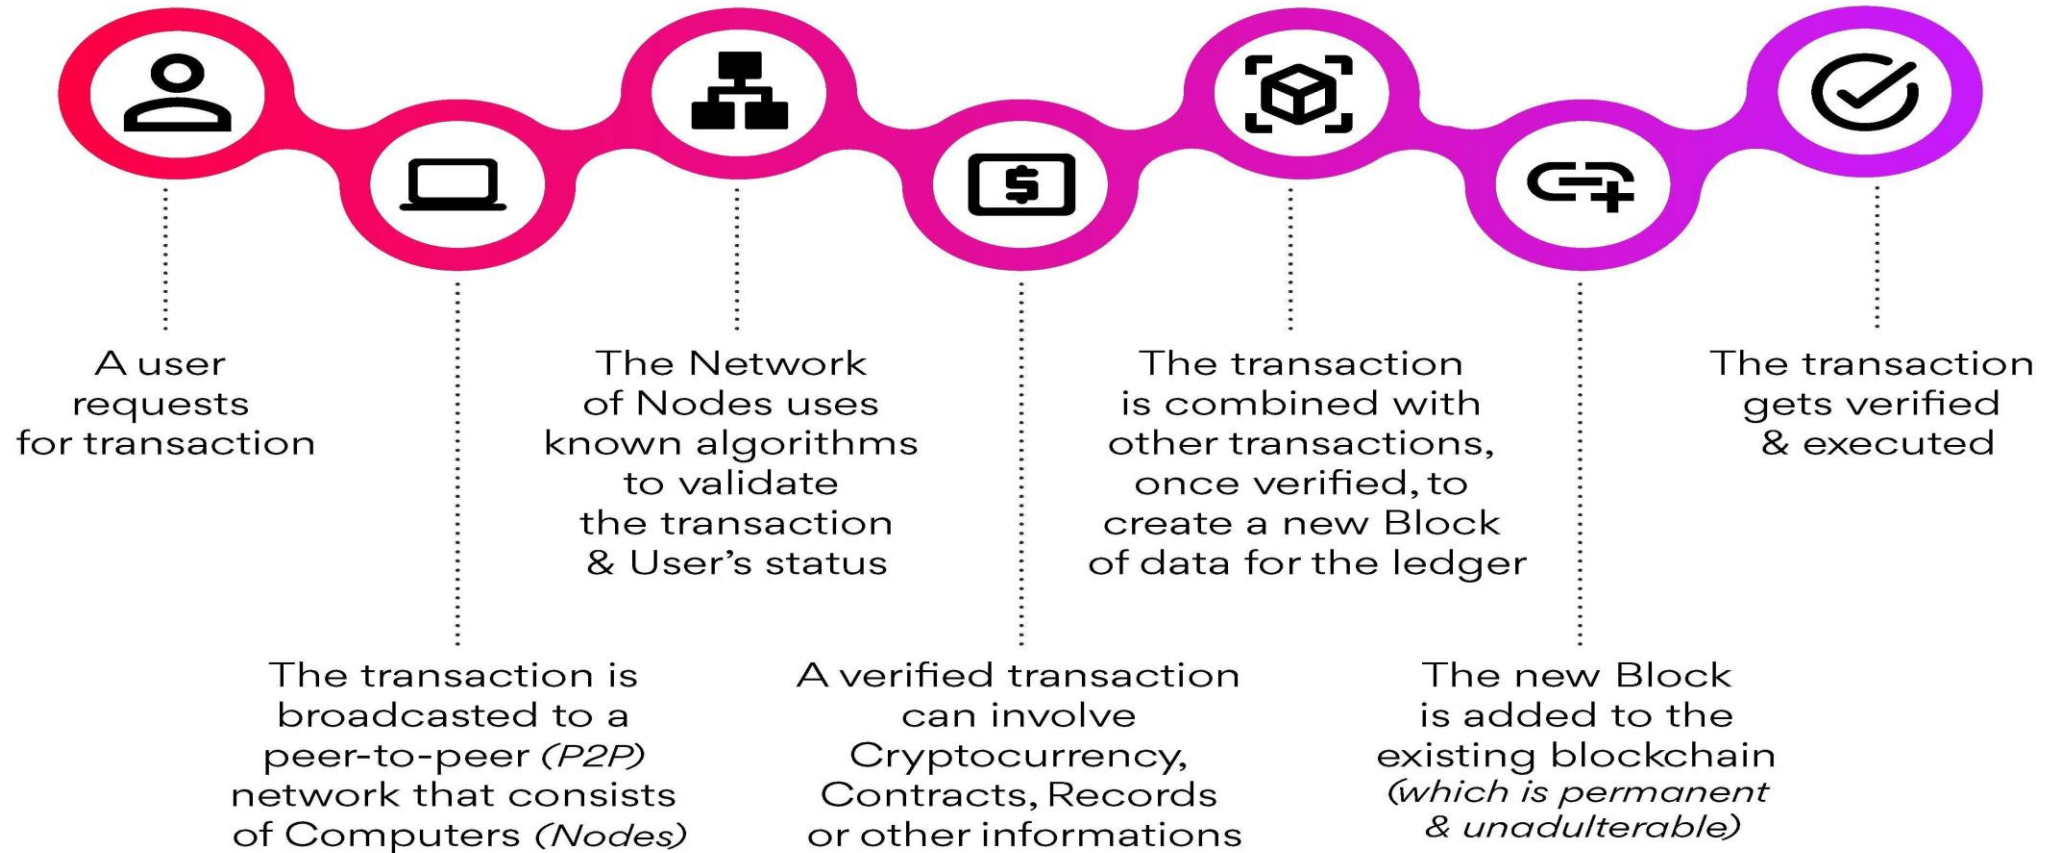 A user
requests
for transaction
The transaction is
broadcasted to a
peer-to-peer (P2P)
network that consists
of Computers (Nodes)
The Network
of Nodes uses
known algorithms
to validate
the transaction
& User's status
A verified transaction
can involve
Cryptocurrency,
Contracts, Records
or other informations
The transaction
is combined with
other transactions,
once verified, to
create a new Block
of data for the ledger
The new Block
is added to the
existing blockchain
(which is permanent
& unadulterable)
The transaction
gets verified
& executed